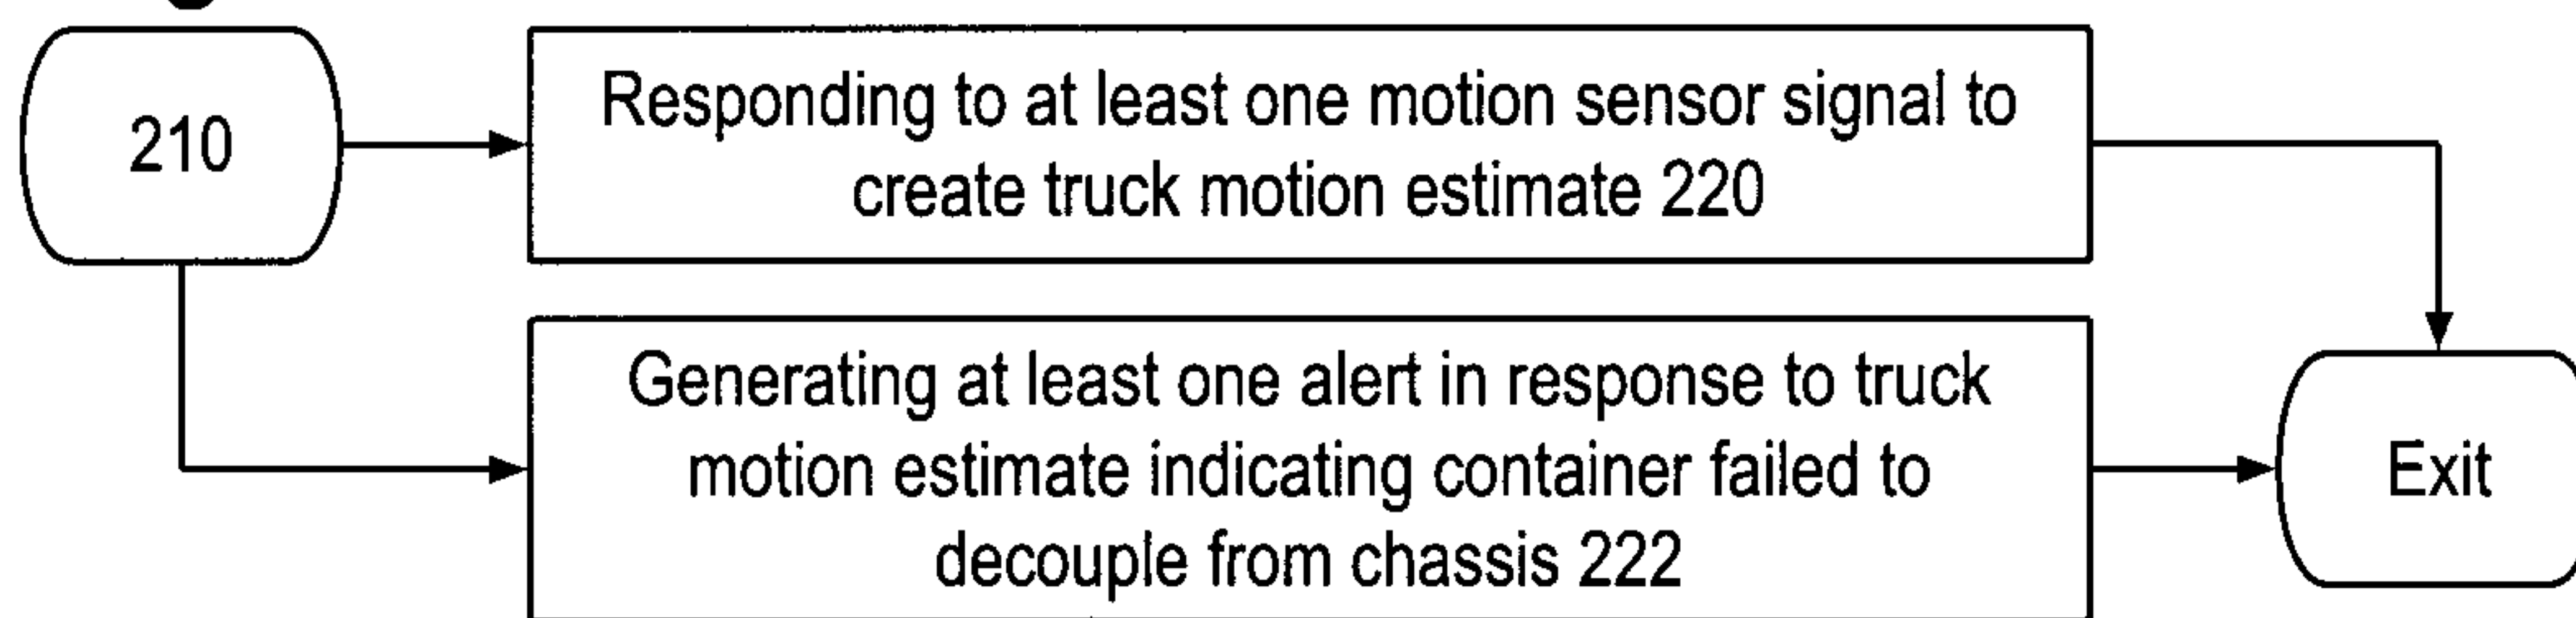 210
Responding to at least one motion sensor signal to
create truck motion estimate 220
Generating at least one alert in response to truck
motion estimate indicating container failed to
decouple from chassis 222
Exit